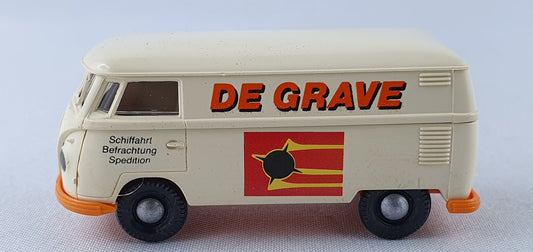 DE GRAVE
Schiffahrt
Befrachtung
Spedition